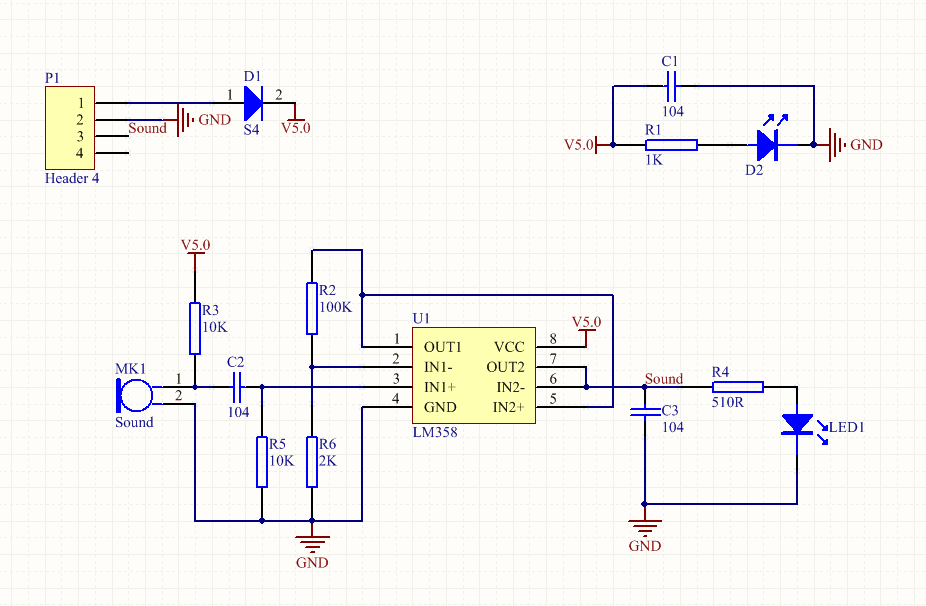 P1
1
2
3
4
Header 4
Sound
GND
D1
1
2
S4
V5.0
C1
104
V5.0
R1
1K
D2
GND
V5.0
R3
10K
MK1
1
2
Sound
C2
104
R5
10K
R2
100K
R6
2K
GND
U1
1
2
3
4
OUT1
IN1-
IN1+
GND
VCC
OUT2
IN2-
IN2+
8
7
6
5
LM358
V5.0
Sound
C3
104
R4
510R
LED1
GND